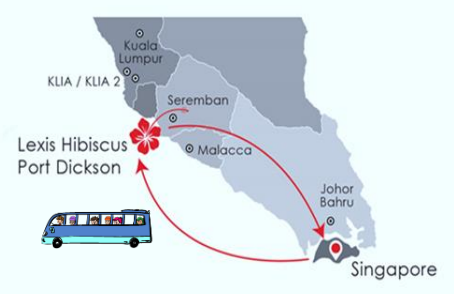 Kuala
Lumpur
KLIA / KLIA 2
Seremban
Lexis Hibiscus
Port Dickson
Malacca
Johor
Bahru
Singapore